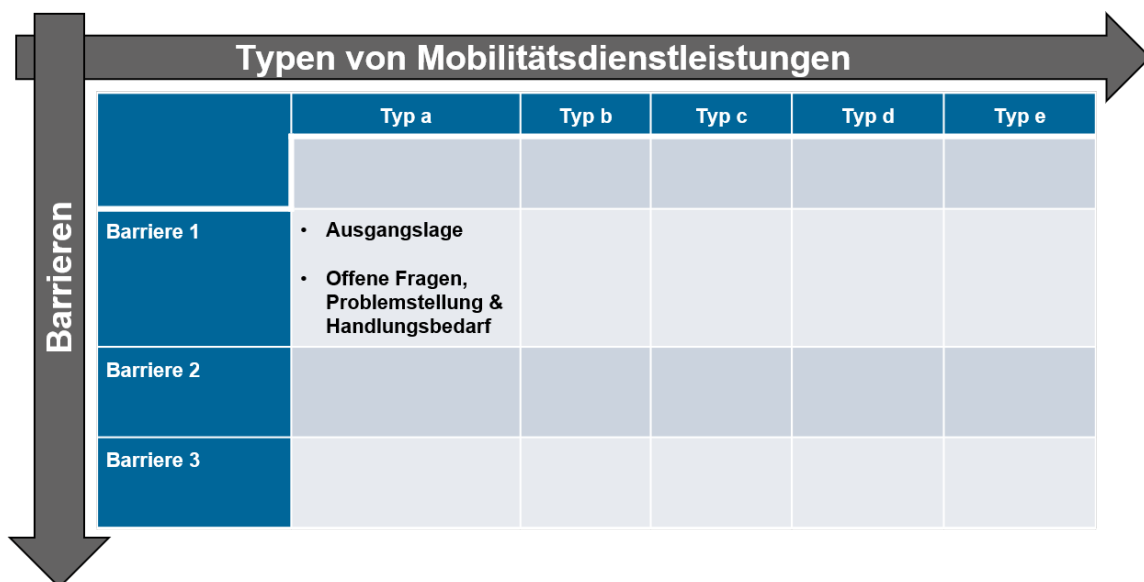 Typen von Mobilitätsdienstleistungen
Barrieren
Typ a
Typ b
Typ c
Typ d
Typ e
Barriere 1
• Ausgangslage
• Offene Fragen,
Problemstellung &
Handlungsbedarf
Barriere 2
Barriere 3